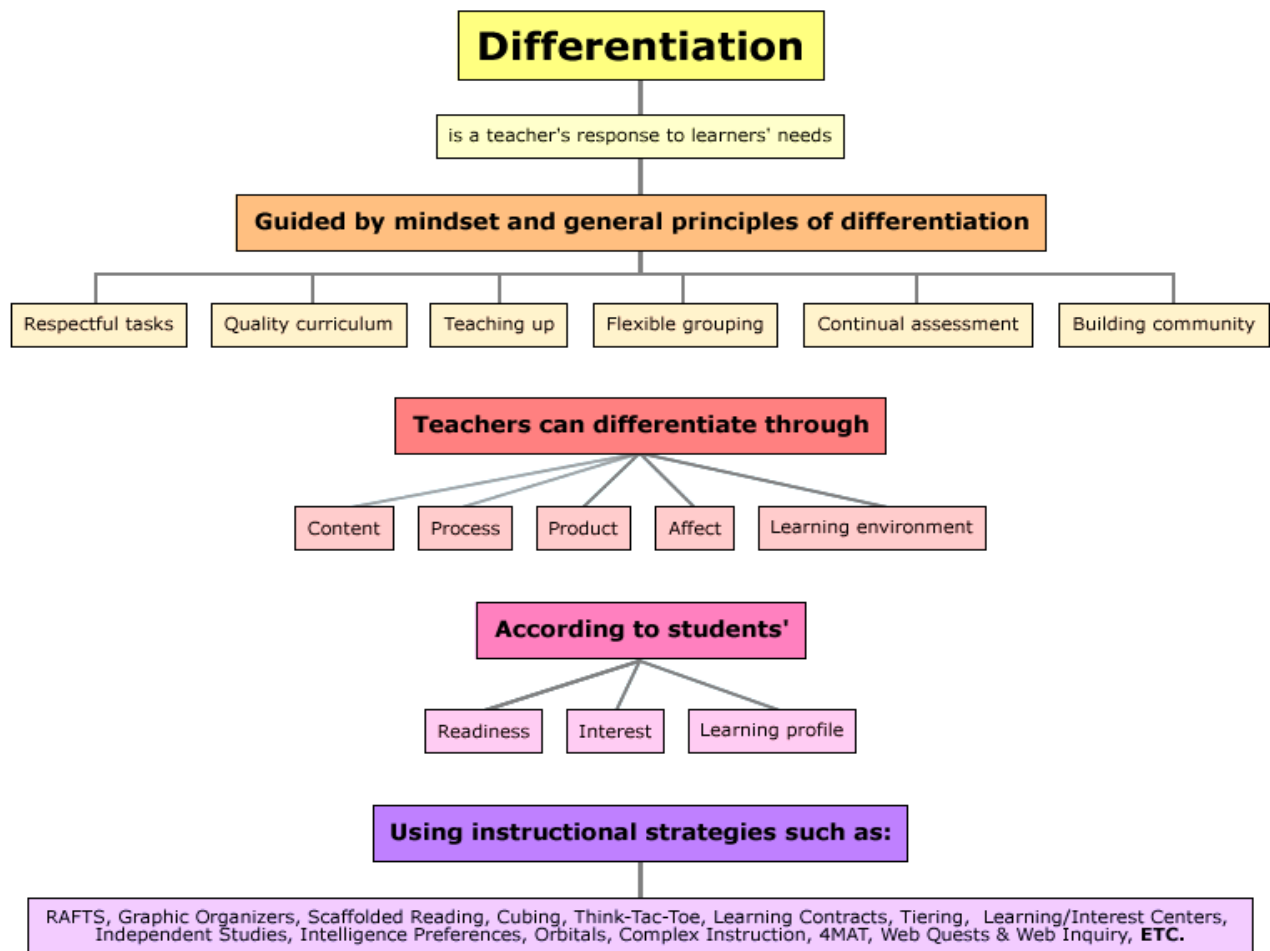 Differentiation
is a teacher's response to learners' needs
Guided by mindset and general principles of differentiation
Respectful tasks
Quality curriculum
Teaching up
Flexible grouping
Continual assessment
Building community
Teachers can differentiate through
Content
Process
Product
Affect
Learning environment
According to students'
Readiness
Interest
Learning profile
Using instructional strategies such as:
RAFTS, Graphic Organizers, Scaffolded Reading, Cubing, Think-Tac-Toe, Learning Contracts, Tiering,  Learning/Interest Centers,
Independent Studies, Intelligence Preferences, Orbitals, Complex Instruction, 4MAT, Web Quests & Web Inquiry, ETC.